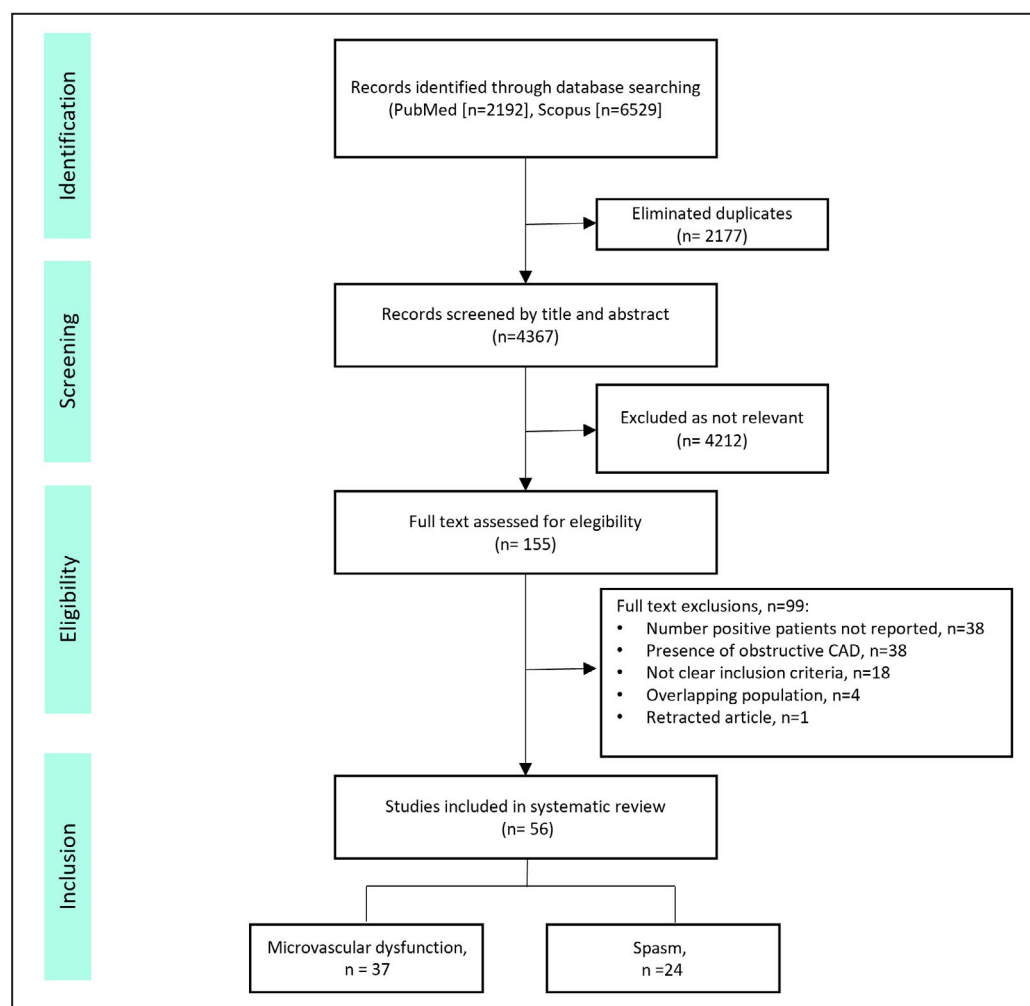 Identification
Records identified through database searching
(PubMed [n=2192], Scopus [n=6529]
Eliminated duplicates
(n= 2177)
Screening
Records screened by title and abstract
(n=4367)
Excluded as not relevant
(n= 4212)
Eligibility
Full text assessed for elegibility
(n= 155)
Full text exclusions, n=99:
• Number positive patients not reported, n=38
• Presence of obstructive CAD, n=38
• Not clear inclusion criteria, n=18
• Overlapping population, n=4
• Retracted article, n=1
Inclusion
Studies included in systematic review
(n= 56)
Microvascular dysfunction,
n = 37
Spasm,
n =24